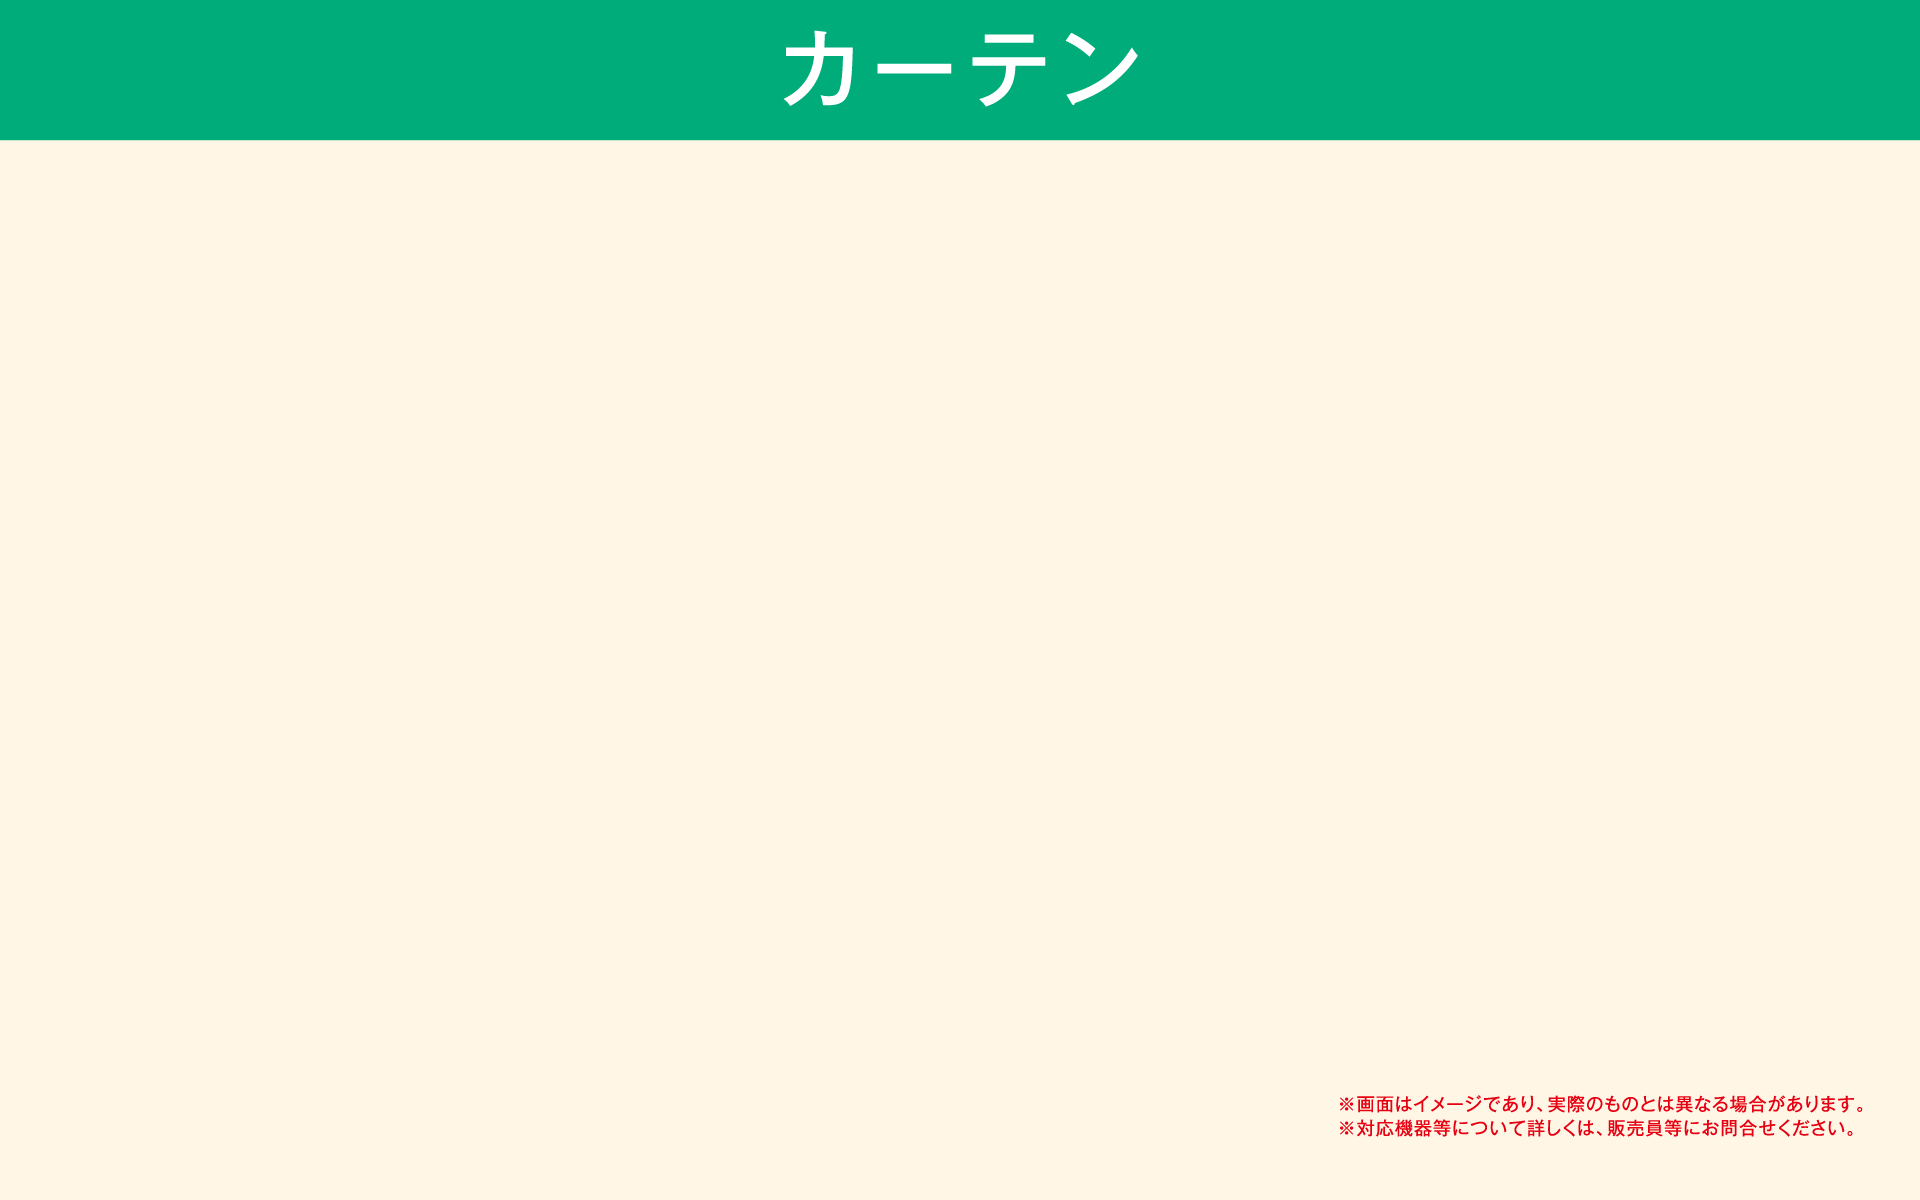 カーテン
※画面はイメージであり、実際のものとは異なる場合があります。
※対応機器等について詳しくは、販売員等にお問合せください。